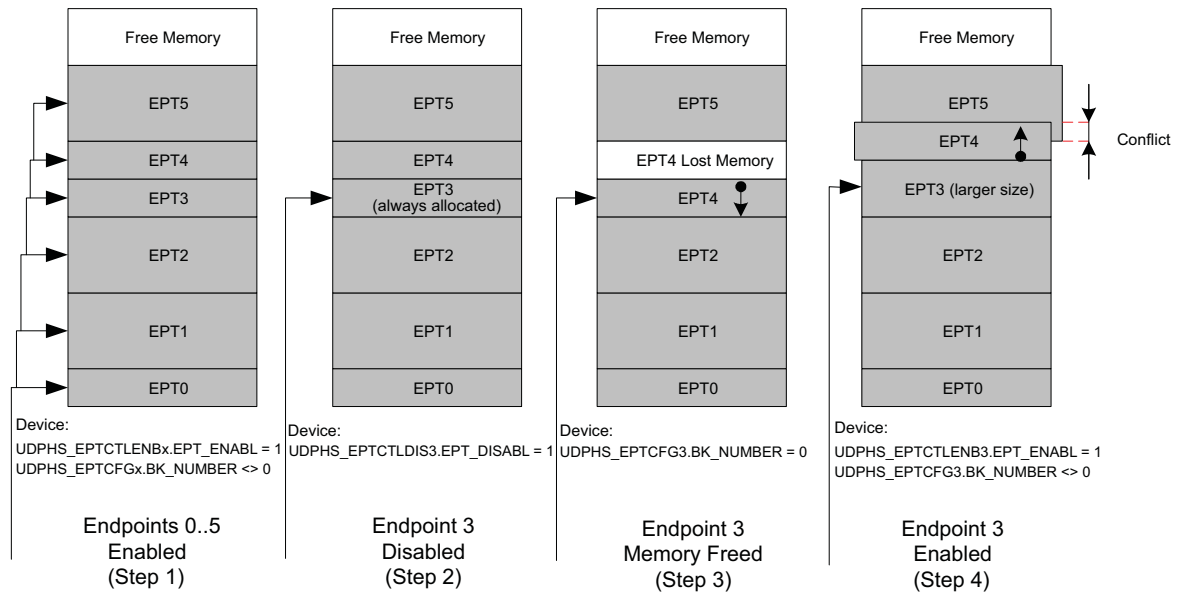 Free Memory
EPT5
EPT4
EPT3
EPT2
EPT1
EPT0
Device:
UDPHS_EPTCTLENBx.EPT_ENABL = 1
UDPHS_EPTCFGx.BK_NUMBER <> 0
Endpoints 0..5
Enabled
(Step 1)
Free Memory
EPT5
EPT4
EPT3
(always allocated)
EPT2
EPT1
EPT0
Device:
UDPHS_EPTCTLDIS3.EPT_DISABL = 1
Endpoint 3
Disabled
(Step 2)
Free Memory
EPT5
EPT4 Lost Memory
EPT4
EPT2
EPT1
EPT0
Device:
UDPHS_EPTCFG3.BK_NUMBER = 0
Endpoint 3
Memory Freed
(Step 3)
Free Memory
EPT5
EPT4
Conflict
EPT3 (larger size)
EPT2
EPT1
EPT0
Device:
UDPHS_EPTCTLENB3.EPT_ENABL = 1
UDPHS_EPTCFG3.BK_NUMBER <> 0
Endpoint 3
Enabled
(Step 4)